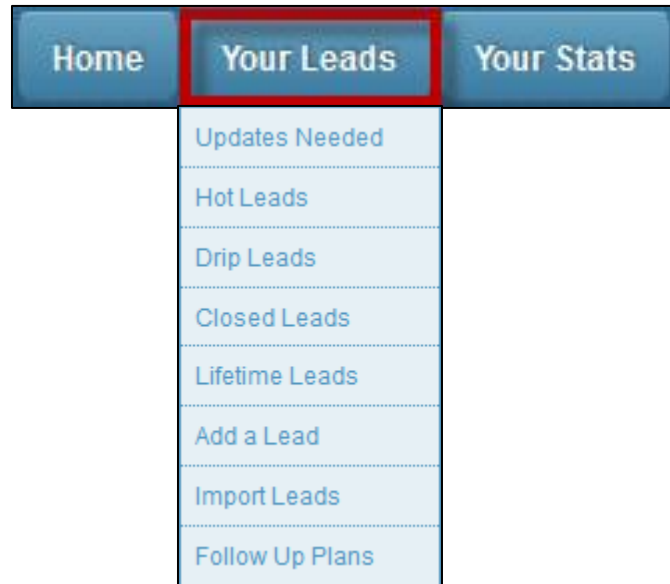 Home Your Leads Your Stats
Updates Needed
Hot Leads
Drip Leads
Closed Leads
Lifetime Leads
Add a Lead
Import Leads
Follow Up Plans